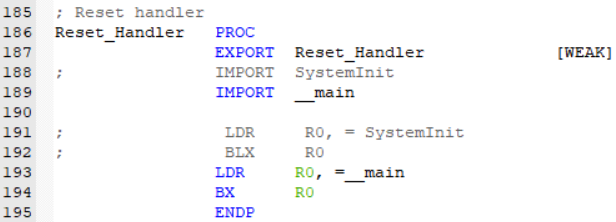 185 ; Reset handler
186 Reset_Handler PROC
187 EXPORT Reset_Handler [WEAK]
188 ; IMPORT SystemInit
189 IMPORT __main
190
191 ; LDR R0, = SystemInit
192 ; BLX R0
193 LDR R0, =__main
194 BX R0
195 ENDP